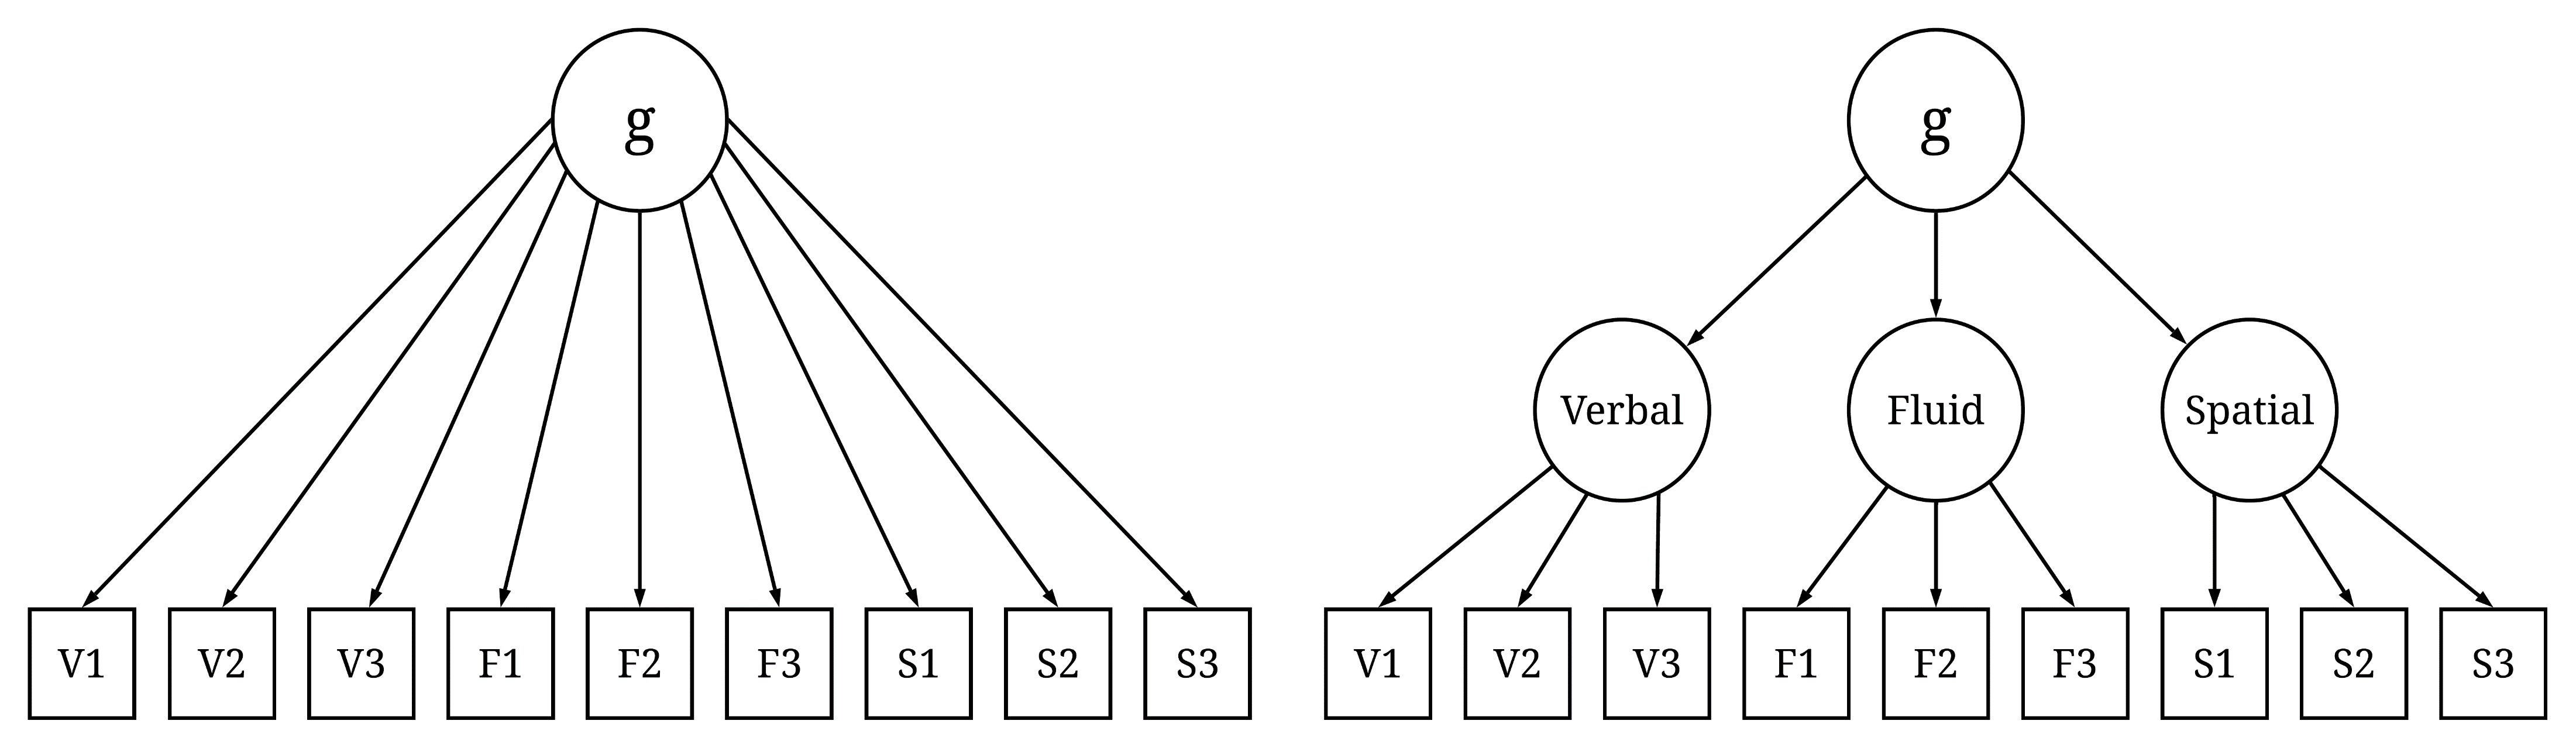 g
V1 V2 V3 F1 F2 F3 S1 S2 S3
g
Verbal Fluid Spatial
V1 V2 V3 F1 F2 F3 S1 S2 S3